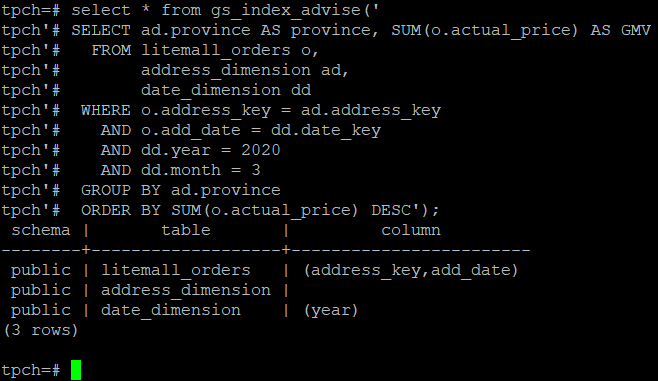 tpch=# select * from gs_index_advise('
tpch'# SELECT ad.province AS province, SUM(o.actual_price) AS GMV
tpch'#   FROM litemall_orders o,
tpch'#        address_dimension ad,
tpch'#        date_dimension dd
tpch'#  WHERE o.address_key = ad.address_key
tpch'#    AND o.add_date = dd.date_key
tpch'#    AND dd.year = 2020
tpch'#    AND dd.month = 3
tpch'#  GROUP BY ad.province
tpch'#  ORDER BY SUM(o.actual_price) DESC');
 schema |       table       |         column
--------+-------------------+------------------------
 public | litemall_orders   | (address_key,add_date)
 public | address_dimension |
 public | date_dimension    | (year)
(3 rows)
tpch=#